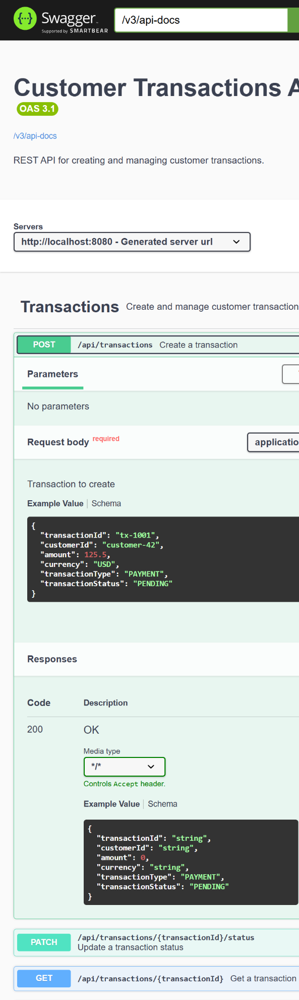 {···} Swagger
Supported by SMARTBEAR
/v3/api-docs
Customer Transactions A
OAS 3.1
/v3/api-docs
REST API for creating and managing customer transactions.
Servers
http://localhost:8080 - Generated server url
Transactions Create and manage customer transaction
POST /api/transactions Create a transaction
Parameters
No parameters
Request body required
applicatio
Transaction to create
Example Value | Schema
{
  "transactionId": "tx-1001",
  "customerId": "customer-42",
  "amount": 125.5,
  "currency": "USD",
  "transactionType": "PAYMENT",
  "transactionStatus": "PENDING"
}
Responses
Code Description
200 OK
Media type
*/*
Controls Accept header.
Example Value | Schema
{
  "transactionId": "string",
  "customerId": "string",
  "amount": 0,
  "currency": "string",
  "transactionType": "PAYMENT",
  "transactionStatus": "PENDING"
}
PATCH /api/transactions/{transactionId}/status
Update a transaction status
GET /api/transactions/{transactionId} Get a transaction